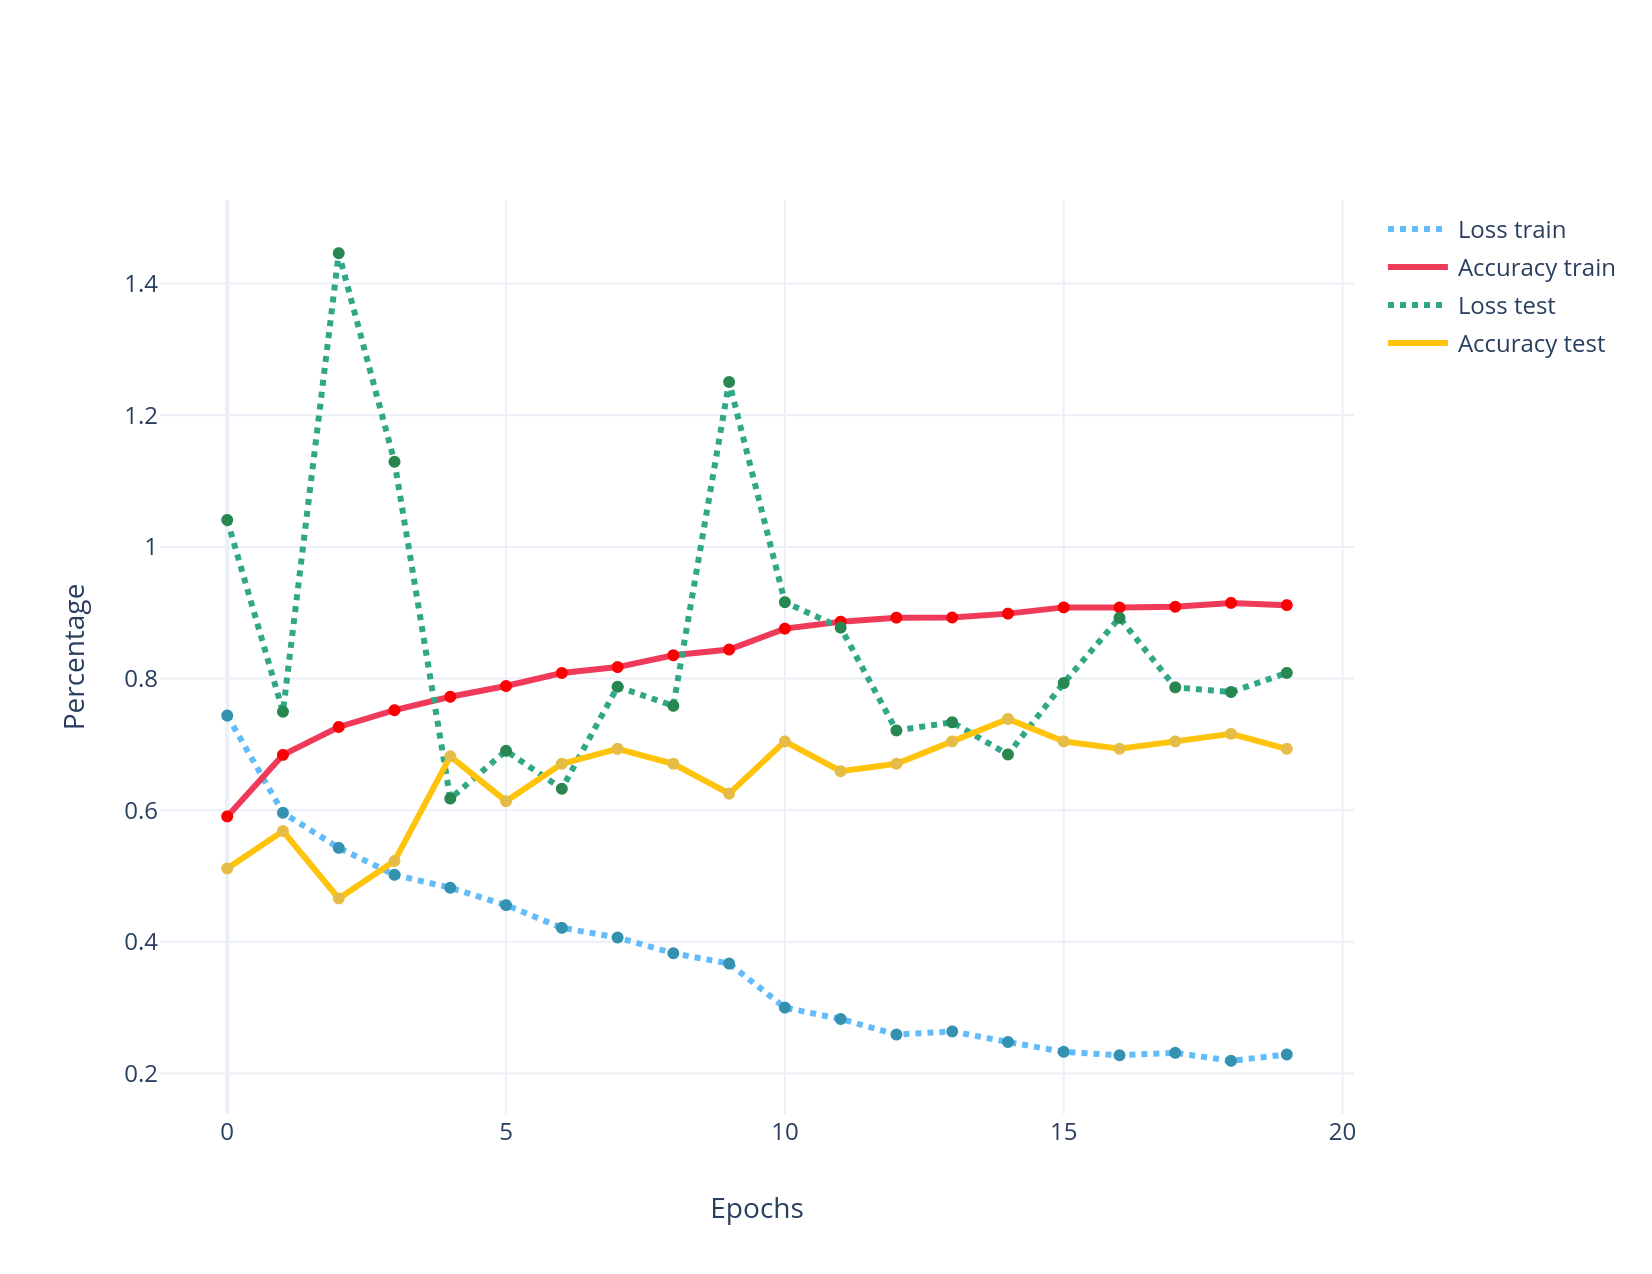 Loss train
Accuracy train
Loss test
Accuracy test
1.4
1.2
1
0.8
0.6
0.4
0.2
Percentage
0 5 10 15 20
Epochs